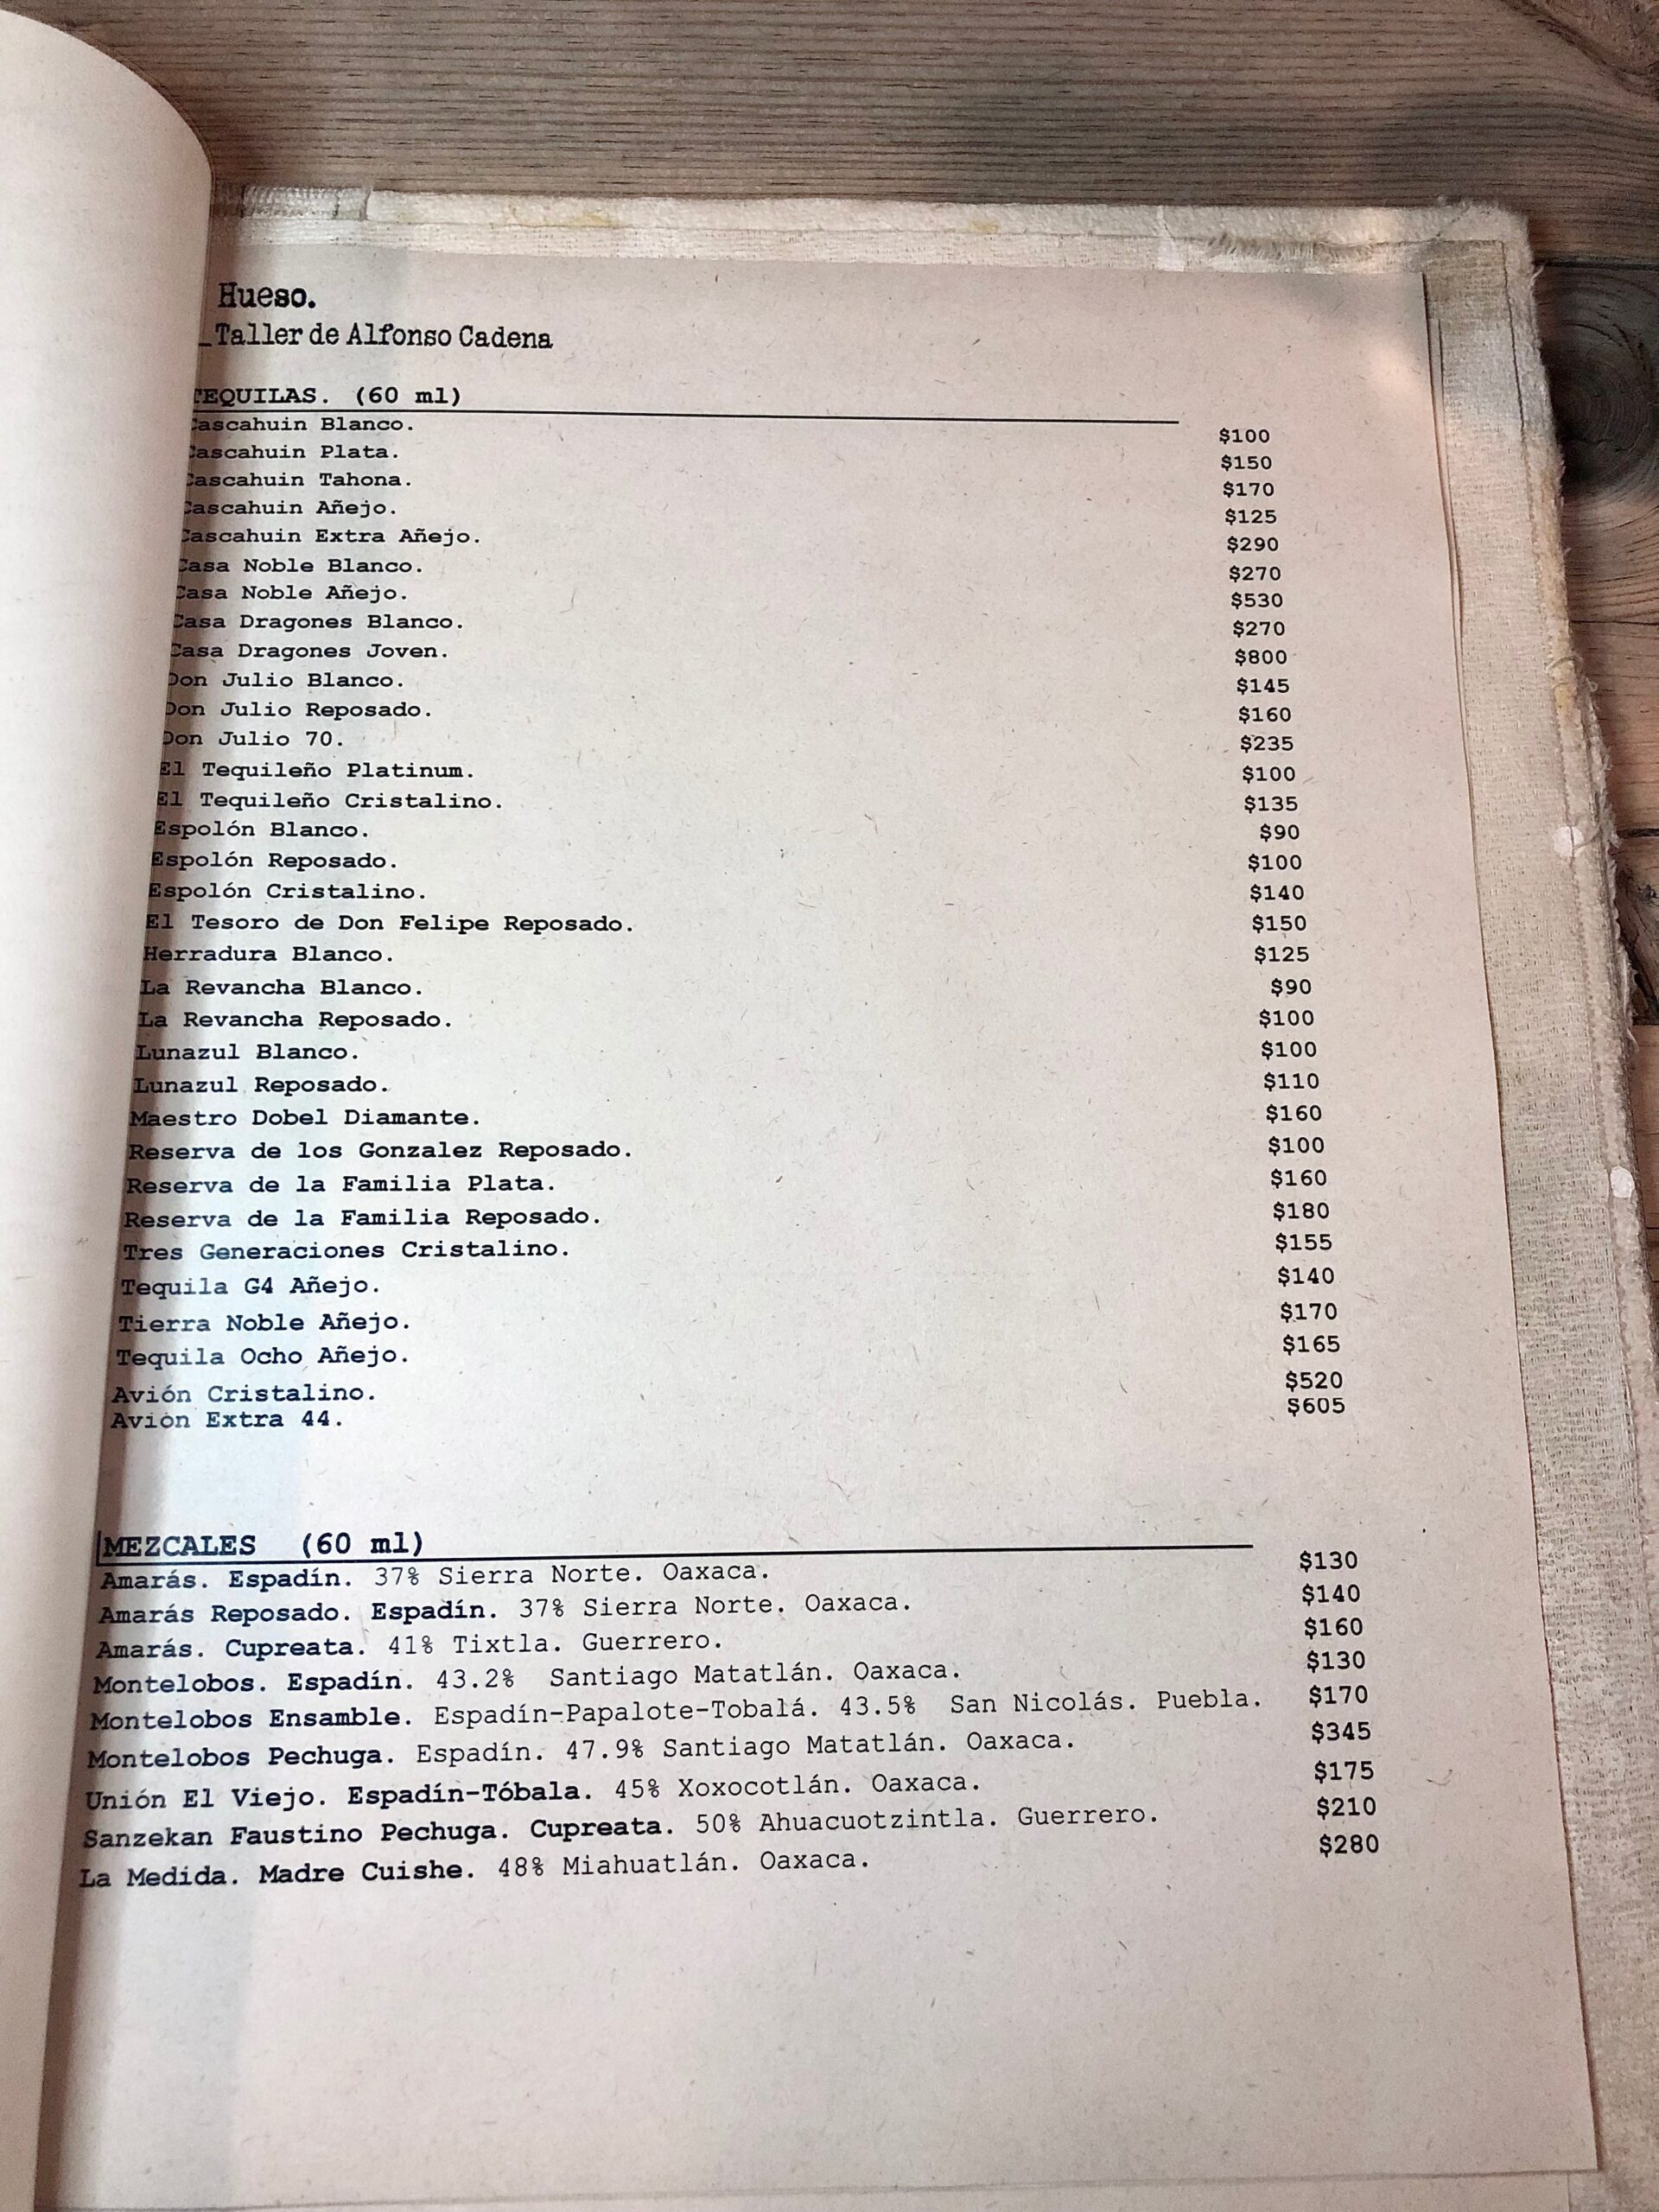 Hueso.
_Taller de Alfonso Cadena
TEQUILAS. (60 ml)
Cascahuin Blanco. $100
Cascahuin Plata. $150
Cascahuin Tahona. $170
Cascahuin Añejo. $125
Cascahuin Extra Añejo. $290
Casa Noble Blanco. $270
Casa Noble Añejo. $530
Casa Dragones Blanco. $270
Casa Dragones Joven. $800
Don Julio Blanco. $145
Don Julio Reposado. $160
Don Julio 70. $235
El Tequileño Platinum. $100
El Tequileño Cristalino. $135
Espolón Blanco. $90
Espolón Reposado. $100
Espolón Cristalino. $140
El Tesoro de Don Felipe Reposado. $150
Herradura Blanco. $125
La Revancha Blanco. $90
La Revancha Reposado. $100
Lunazul Blanco. $100
Lunazul Reposado. $110
Maestro Dobel Diamante. $160
Reserva de los Gonzalez Reposado. $100
Reserva de la Familia Plata. $160
Reserva de la Familia Reposado. $180
Tres Generaciones Cristalino. $155
Tequila G4 Añejo. $140
Tierra Noble Añejo. $170
Tequila Ocho Añejo. $165
Avión Cristalino. $520
Avión Extra 44. $605
MEZCALES (60 ml)
Amarás. Espadín. 37% Sierra Norte. Oaxaca. $130
Amarás Reposado. Espadín. 37% Sierra Norte. Oaxaca. $140
Amarás. Cupreata. 41% Tixtla. Guerrero. $160
Montelobos. Espadín. 43.2% Santiago Matatlán. Oaxaca. $130
Montelobos Ensamble. Espadín-Papalote-Tobalá. 43.5% San Nicolás. Puebla. $170
Montelobos Pechuga. Espadín. 47.9% Santiago Matatlán. Oaxaca. $345
Unión El Viejo. Espadín-Tóbala. 45% Xoxocotlán. Oaxaca. $175
Sanzekan Faustino Pechuga. Cupreata. 50% Ahuacuotzintla. Guerrero. $210
La Medida. Madre Cuishe. 48% Miahuatlán. Oaxaca. $280